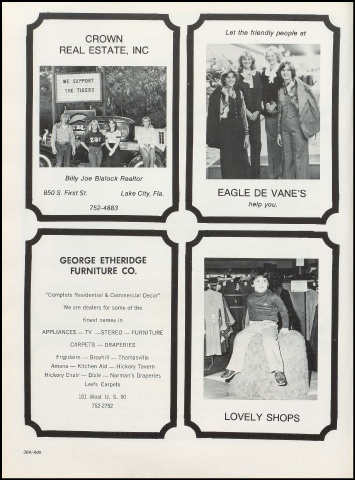 CROWN
REAL ESTATE, INC
WE SUPPORT
THE TIGERS
Billy Joe Blalock Realtor
850 S. First St. Lake City, Fla.
752-4883
Let the friendly people at
EAGLE DE VANE'S
help you.
GEORGE ETHERIDGE
FURNITURE CO.
"Complete Residential & Commercial Decor"
We are dealers for some of the
finest names in
APPLIANCES — TV — STEREO — FURNITURE
CARPETS — DRAPERIES
Frigidaire — Broyhill — Thomasville
Amana — Kitchen Aid — Hickory Tavern
Hickory Chair — Dixie — Norman's Draperies
Lee's Carpets
101 West U. S. 90
752-2752
LOVELY SHOPS
304/Ads